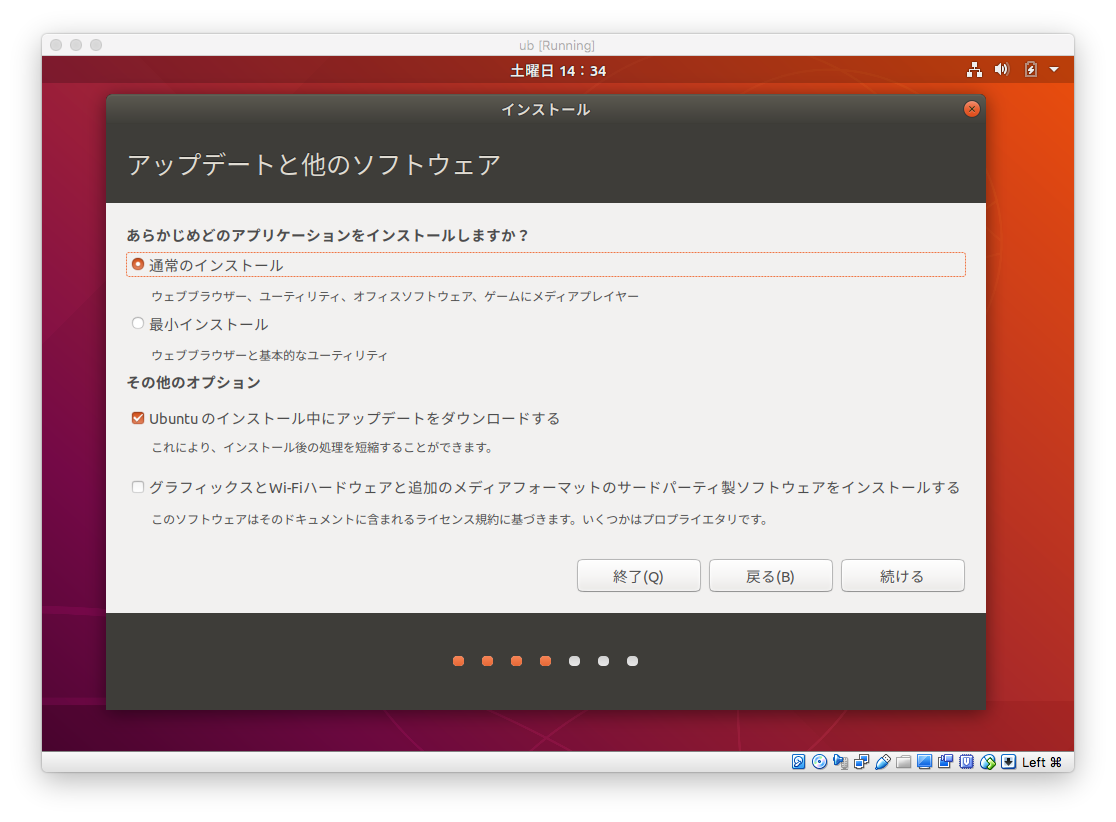 ub [Running]
土曜日 14：34
インストール
アップデートと他のソフトウェア
あらかじめどのアプリケーションをインストールしますか？
通常のインストール
ウェブブラウザー、ユーティリティ、オフィスソフトウェア、ゲームにメディアプレイヤー
最小インストール
ウェブブラウザーと基本的なユーティリティ
その他のオプション
Ubuntu のインストール中にアップデートをダウンロードする
これにより、インストール後の処理を短縮することができます。
グラフィックスとWi-Fiハードウェアと追加のメディアフォーマットのサードパーティ製ソフトウェアをインストールする
このソフトウェアはそのドキュメントに含まれるライセンス規約に基づきます。いくつかはプロプライエタリです。
終了(Q) 戻る(B) 続ける
Left ⌘